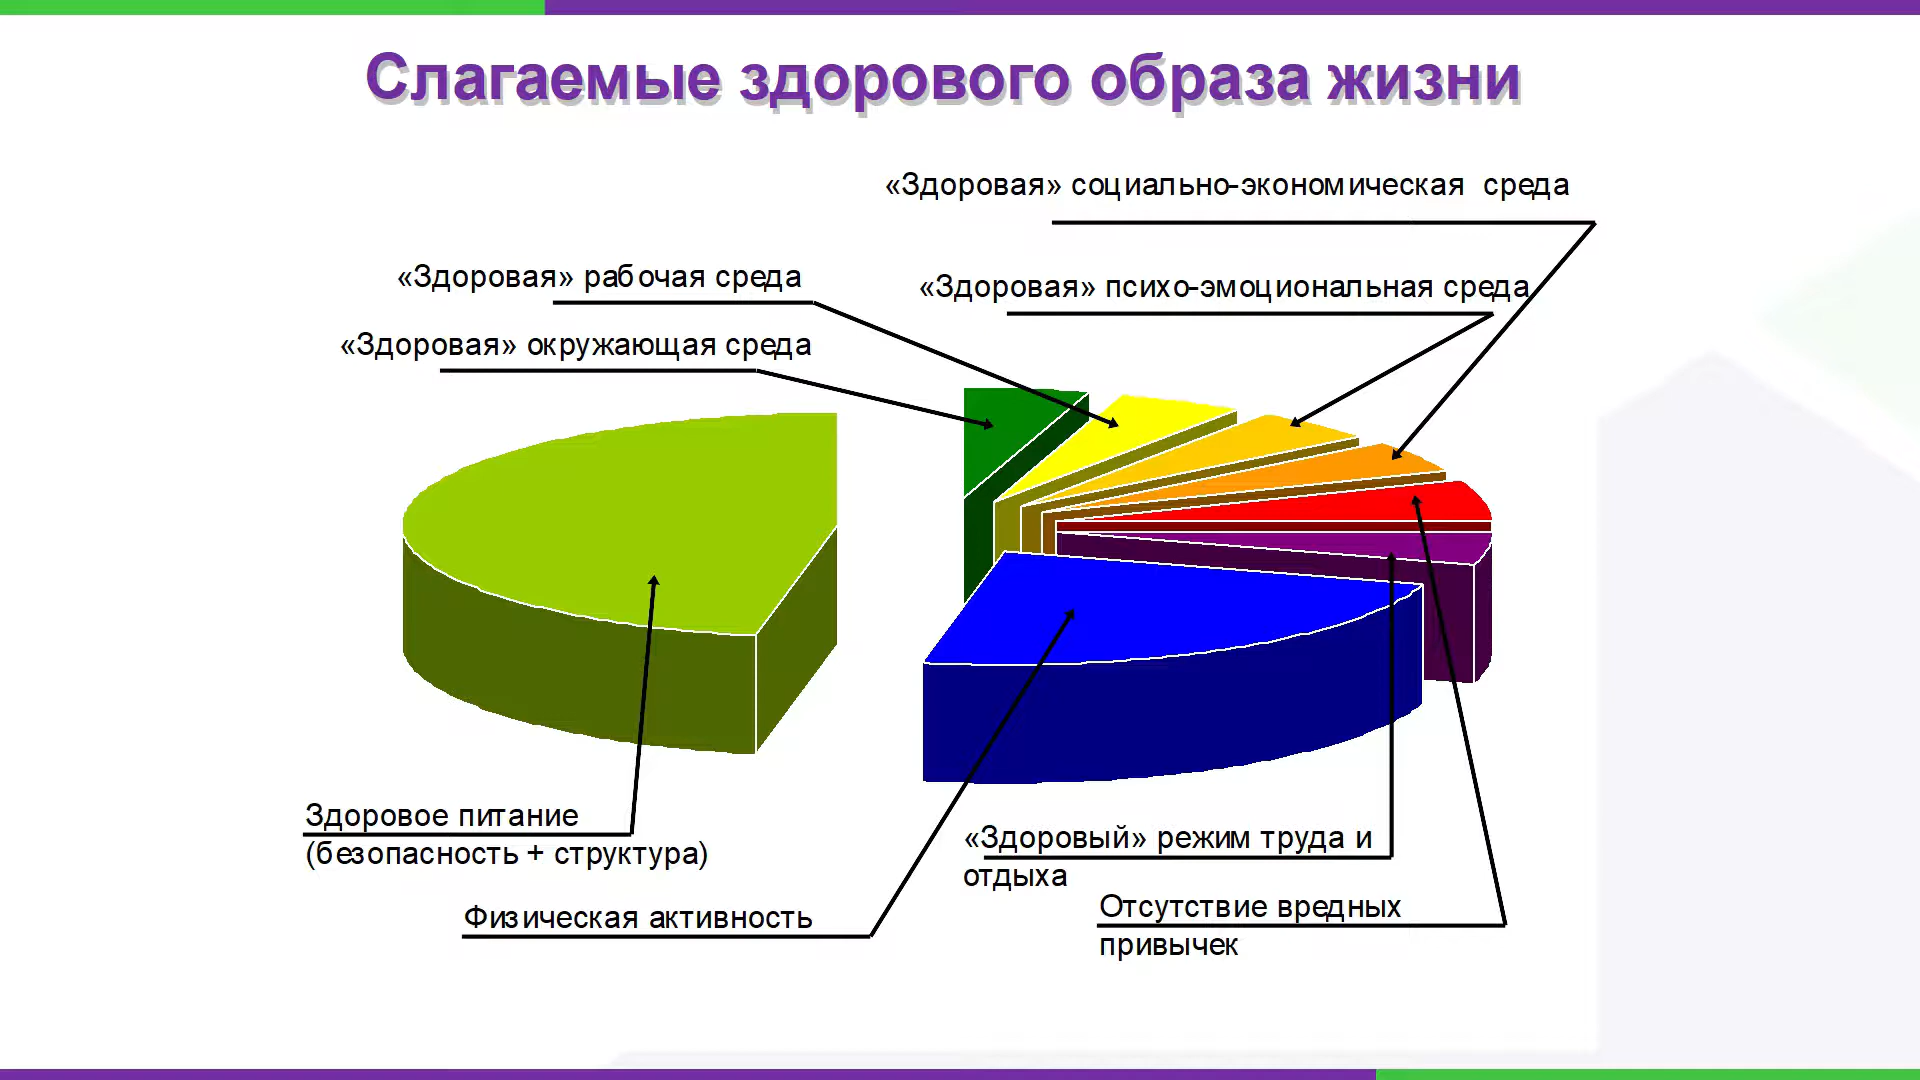 Слагаемые здорового образа жизни
«Здоровая» социально-экономическая среда
«Здоровая» рабочая среда
«Здоровая» психо-эмоциональная среда
«Здоровая» окружающая среда
Здоровое питание
(безопасность + структура)
«Здоровый» режим труда и
отдыха
Физическая активность
Отсутствие вредных
привычек